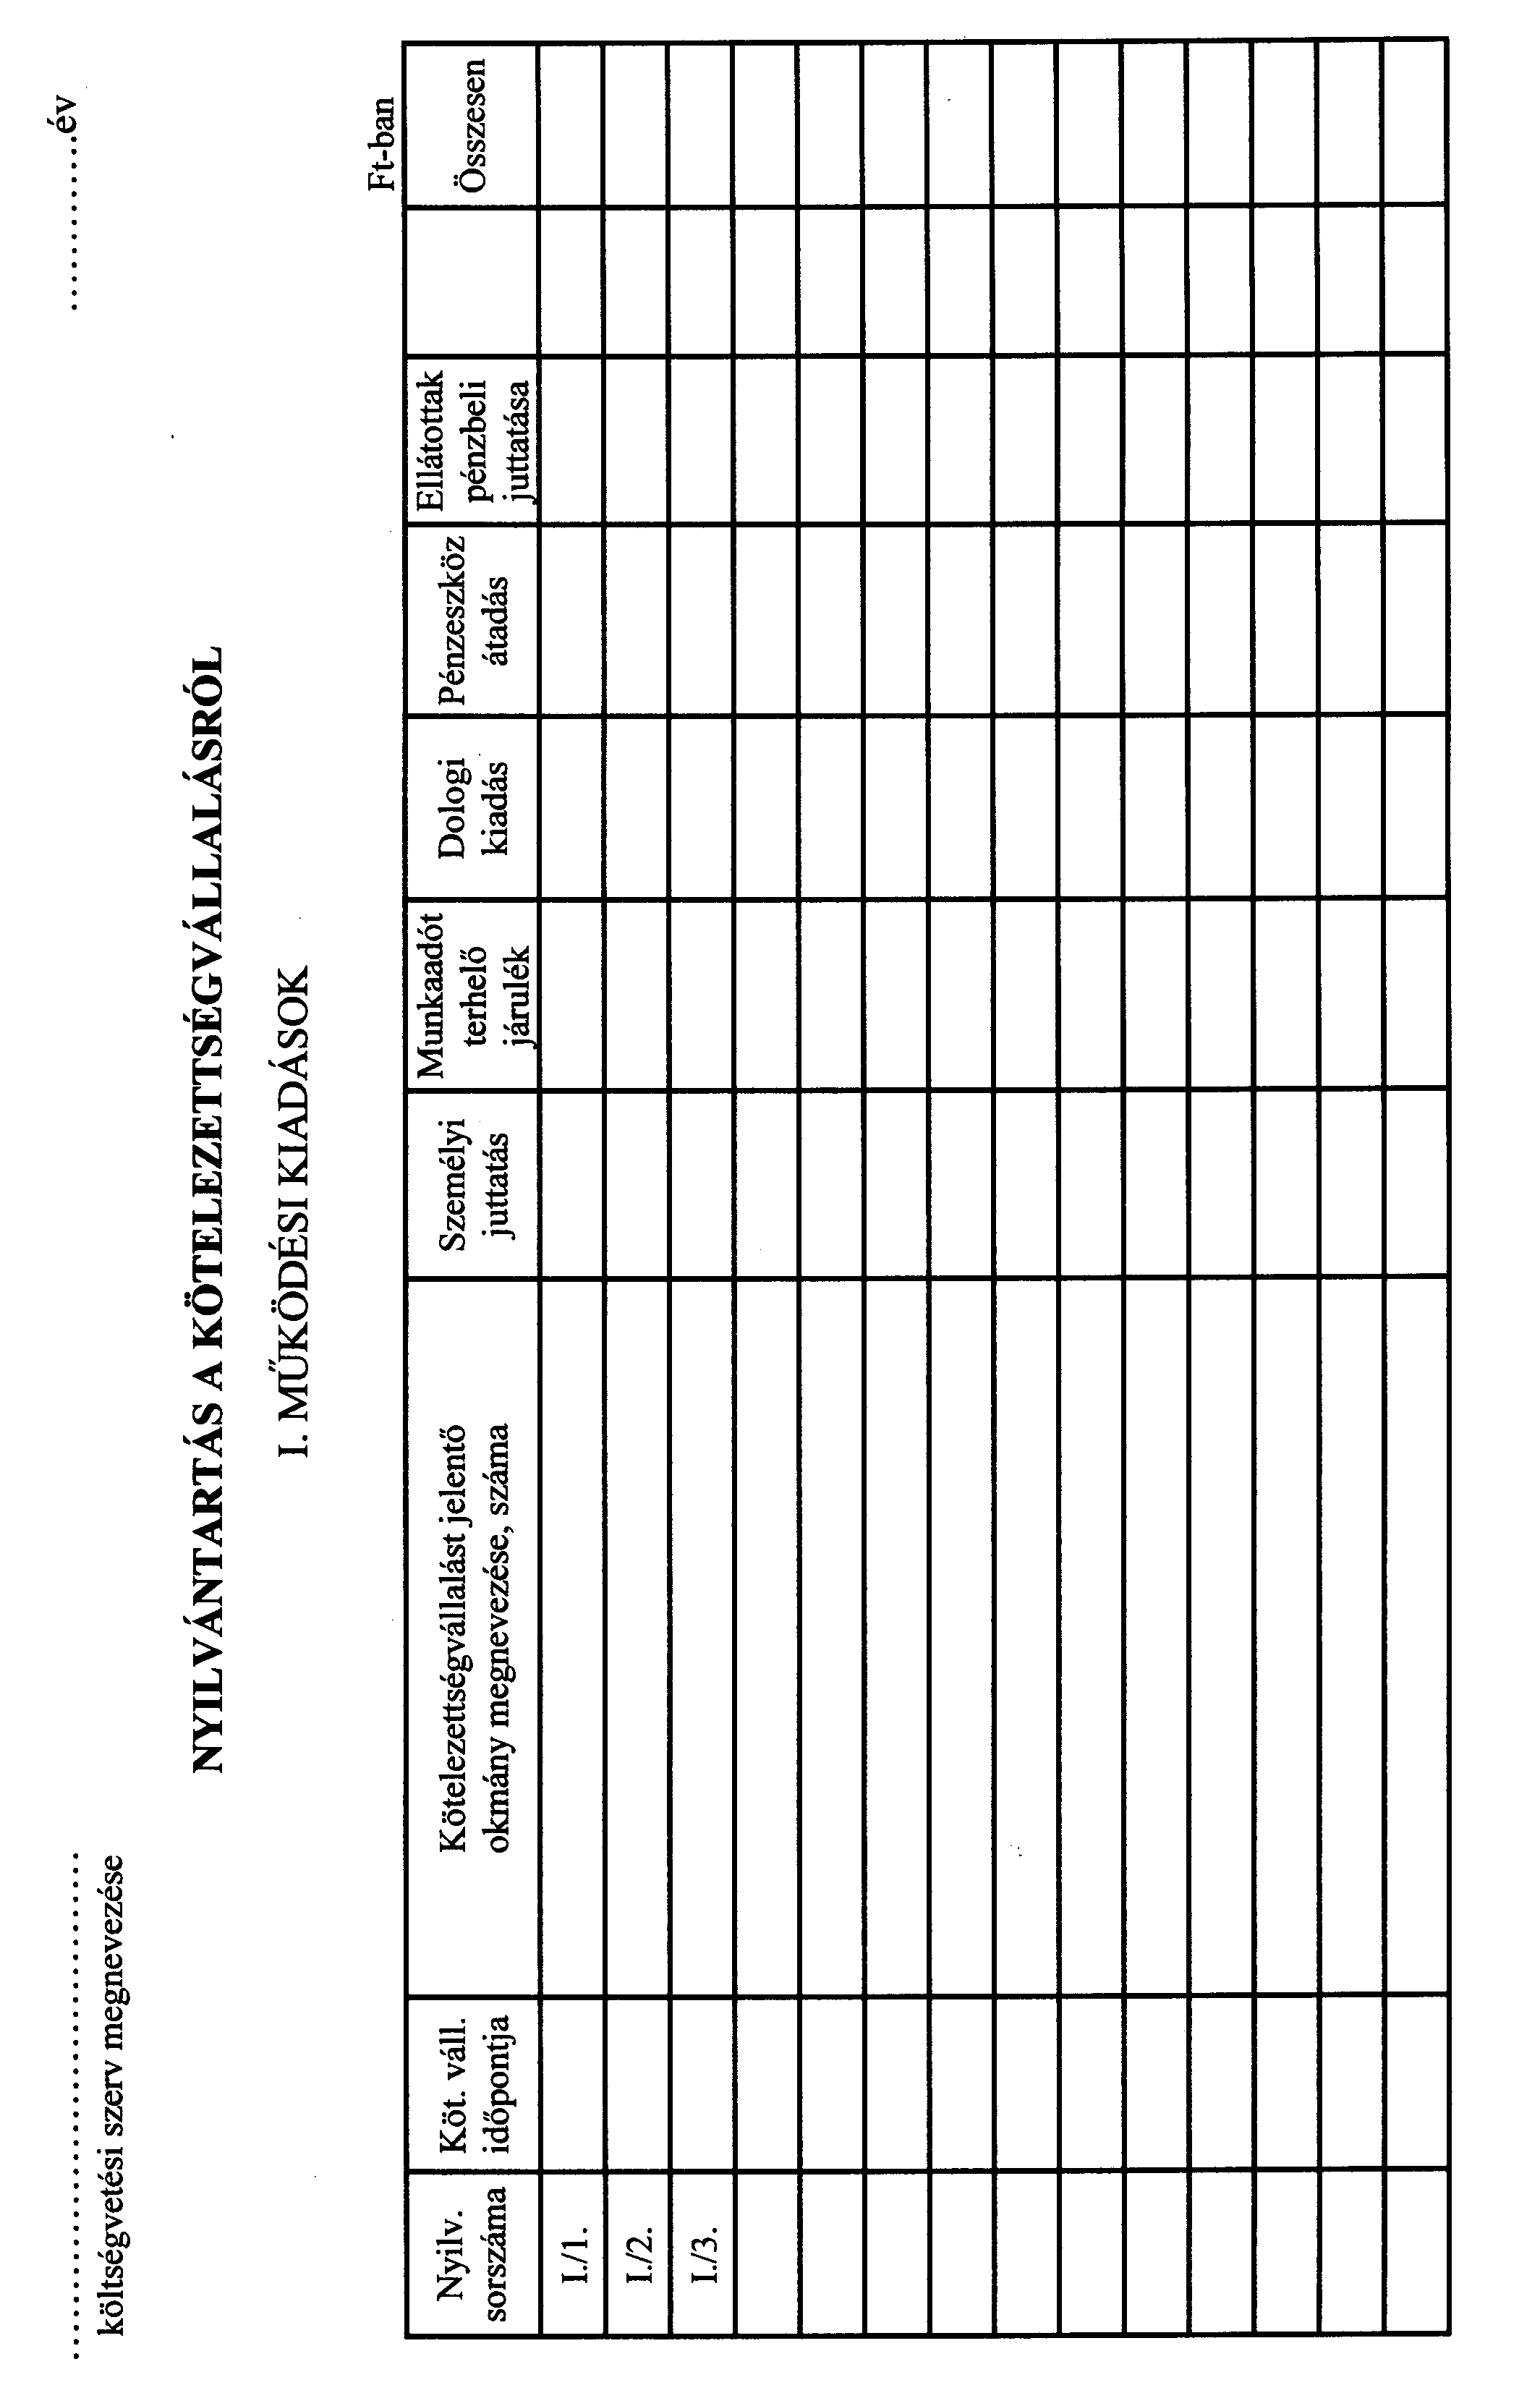 ...........................................................
költségvetési szerv megnevezése
...........év
NYILVÁNTARTÁS A KÖTELEZETTSÉGVÁLLALÁSRÓL
I. MŰKÖDÉSI KIADÁSOK
Ft-ban
Nyilv.
sorszáma
Köt. váll.
időpontja
Kötelezettségvállalást jelentő
okmány megnevezése, száma
Személyi
juttatás
Munkaadót
terhelő
járulék
Dologi
kiadás
Pénzeszköz
átadás
Ellátottak
pénzbeli
juttatása
Összesen
I./1.
I./2.
I./3.